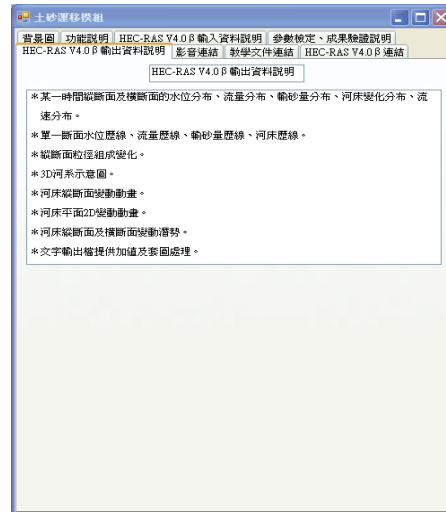 土砂運移模組
背景圖 功能說明 HEC-RAS V4.0β輸入資料說明 參數檢定、成果驗證說明
HEC-RAS V4.0β輸出資料說明 影音連結 教學文件連結 HEC-RAS V4.0β連結
HEC-RAS V4.0β輸出資料說明
*某一時間縱斷面及橫斷面的水位分布、流量分布、輸砂量分布、河床變化分布、流
速分布。
*單一斷面水位歷線、流量歷線、輸砂量歷線、河床歷線。
*縱斷面粒徑組成變化。
*3D河系示意圖。
*河床縱斷面變動動畫。
*河床平面2D變動動畫。
*河床縱斷面及橫斷面變動潛勢。
*文字輸出檔提供加值及套圖處理。